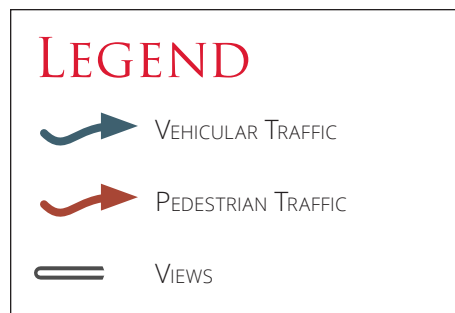 LEGEND
VEHICULAR TRAFFIC
PEDESTRIAN TRAFFIC
VIEWS